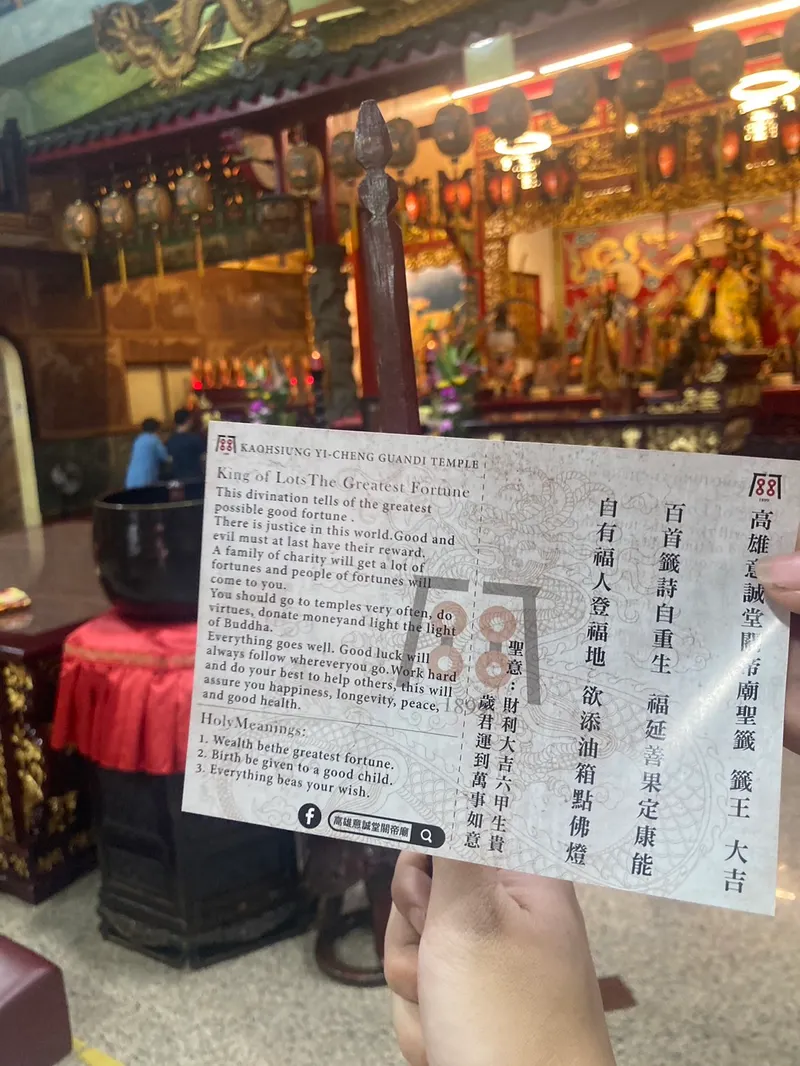 KAOHSIUNG YI-CHENG GUANDI TEMPLE
King of LotsThe Greatest Fortune
This divination tells of the greatest
possible good fortune .
There is justice in this world.Good and
evil must at last have their reward.
A family of charity will get a lot of
fortunes and people of fortunes will
come to you.
You should go to temples very often, do
virtues, donate moneyand light the light
of Buddha.
Everything goes well. Good luck will
always follow whereveryou go.Work hard
and do your best to help others, this will
assure you happiness, longevity, peace,
and good health.
HolyMeanings:
1. Wealth bethe greatest fortune.
2. Birth be given to a good child.
3. Everything beas your wish.
高雄意誠堂關帝廟
1899
高雄意誠堂關帝廟聖籤 籤王 大吉
百首籤詩自重生 福延善果定康能
自有福人登福地 欲添油箱點佛燈
聖意：財利大吉六甲生貴
歲君運到萬事如意
189